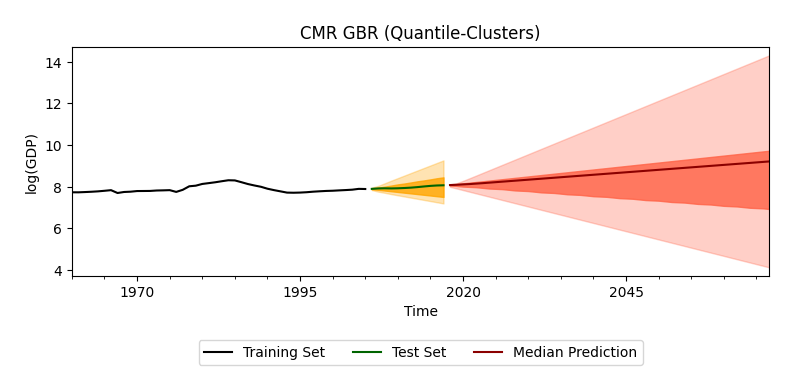 CMR GBR (Quantile-Clusters)
14
12
10
8
6
4
log(GDP)
1970 1995 2020 2045
Time
Training Set Test Set Median Prediction